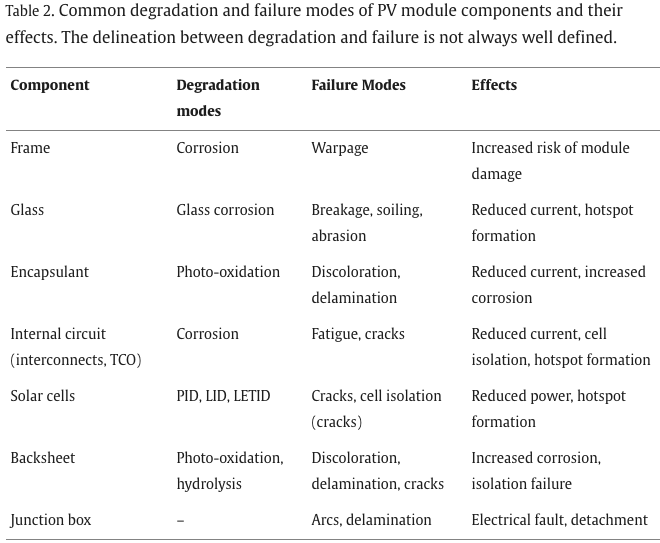 Table 2. Common degradation and failure modes of PV module components and their
effects. The delineation between degradation and failure is not always well defined.
Component Degradation modes Failure Modes Effects
Frame Corrosion Warpage Increased risk of module damage
Glass Glass corrosion Breakage, soiling, abrasion Reduced current, hotspot formation
Encapsulant Photo-oxidation Discoloration, delamination Reduced current, increased corrosion
Internal circuit (interconnects, TCO) Corrosion Fatigue, cracks Reduced current, cell isolation, hotspot formation
Solar cells PID, LID, LETID Cracks, cell isolation (cracks) Reduced power, hotspot formation
Backsheet Photo-oxidation, hydrolysis Discoloration, delamination, cracks Increased corrosion, isolation failure
Junction box – Arcs, delamination Electrical fault, detachment